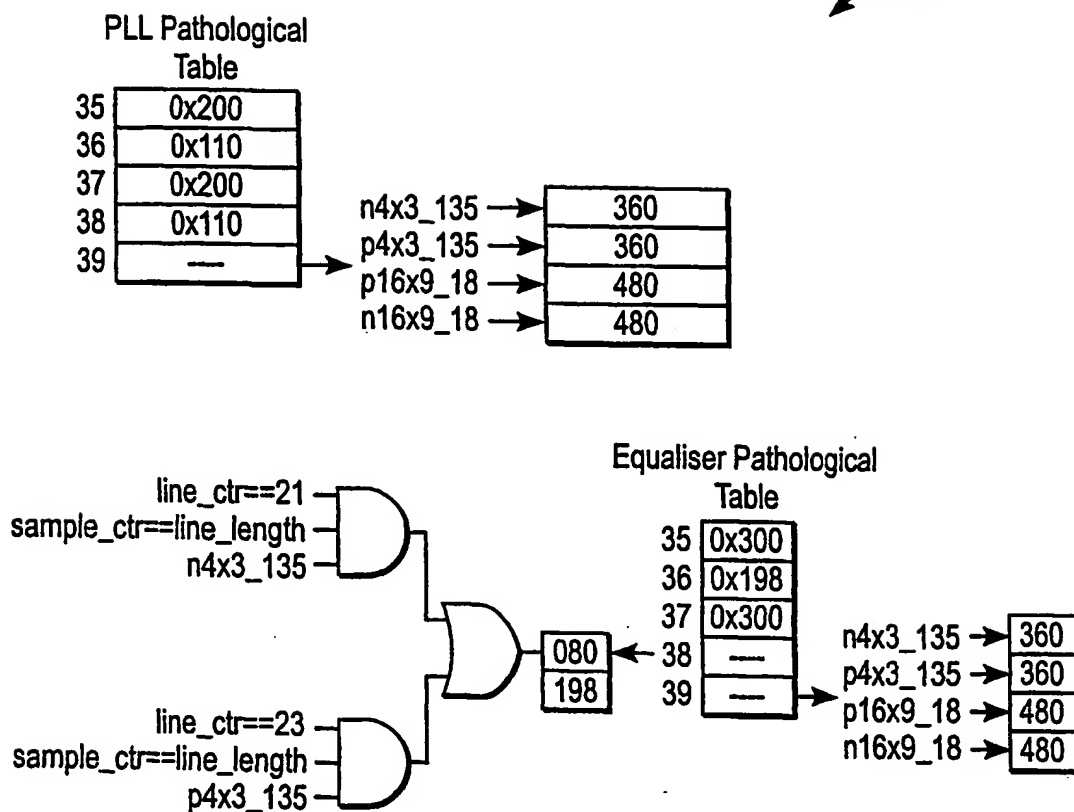 PLL Pathological
Table
35 0x200
36 0x110
37 0x200
38 0x110
39 —
n4x3_135 360
p4x3_135 360
p16x9_18 480
n16x9_18 480
line_ctr==21
sample_ctr==line_length
n4x3_135
line_ctr==23
sample_ctr==line_length
p4x3_135
080
198
Equaliser Pathological
Table
35 0x300
36 0x198
37 0x300
38 —
39 —
n4x3_135 360
p4x3_135 360
p16x9_18 480
n16x9_18 480